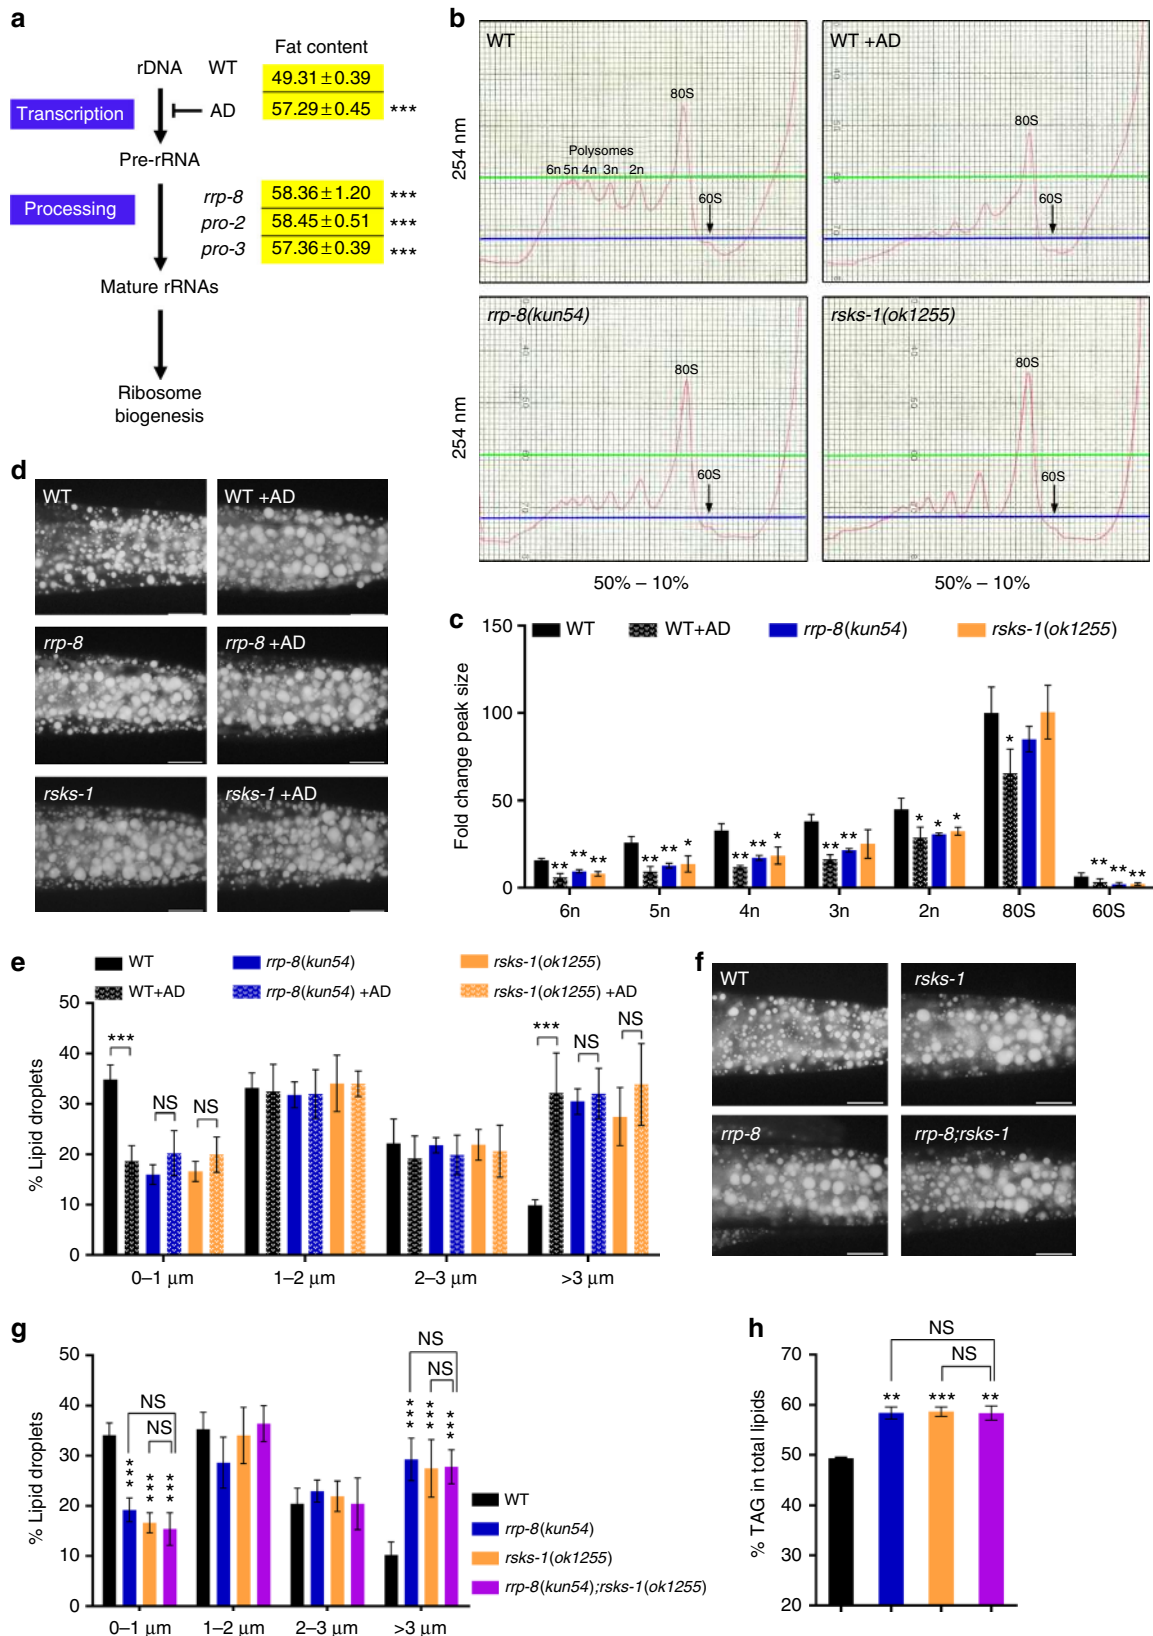 a
Fat content
rDNA WT 49.31±0.39
Transcription AD 57.29±0.45 ***
Pre-rRNA
Processing
rrp-8 58.36±1.20 ***
pro-2 58.45±0.51 ***
pro-3 57.36±0.39 ***
Mature rRNAs
Ribosome
biogenesis
b
254 nm
WT
Polysomes
6n 5n 4n 3n 2n
80S
60S
WT +AD
80S
60S
254 nm
rrp-8(kun54)
80S
60S
rsks-1(ok1255)
80S
60S
50% – 10%
50% – 10%
c
WT WT+AD rrp-8(kun54) rsks-1(ok1255)
Fold change peak size
150
100
50
0
** ** **
** ** *
** ** *
** **
* * *
*
** ** **
6n 5n 4n 3n 2n 80S 60S
d
WT
WT +AD
rrp-8
rrp-8 +AD
rsks-1
rsks-1 +AD
e
WT rrp-8(kun54) rsks-1(ok1255)
WT+AD rrp-8(kun54) +AD rsks-1(ok1255) +AD
% Lipid droplets
50
40
30
20
10
0
*** NS NS
*** NS NS
0–1 µm 1–2 µm 2–3 µm >3 µm
f
WT
rsks-1
rrp-8
rrp-8;rsks-1
g
% Lipid droplets
50
40
30
20
10
0
NS
NS
*** *** ***
NS
NS
*** *** ***
0–1 µm 1–2 µm 2–3 µm >3 µm
WT
rrp-8(kun54)
rsks-1(ok1255)
rrp-8(kun54);rsks-1(ok1255)
h
% TAG in total lipids
70
60
50
40
30
20
NS
NS
** *** **